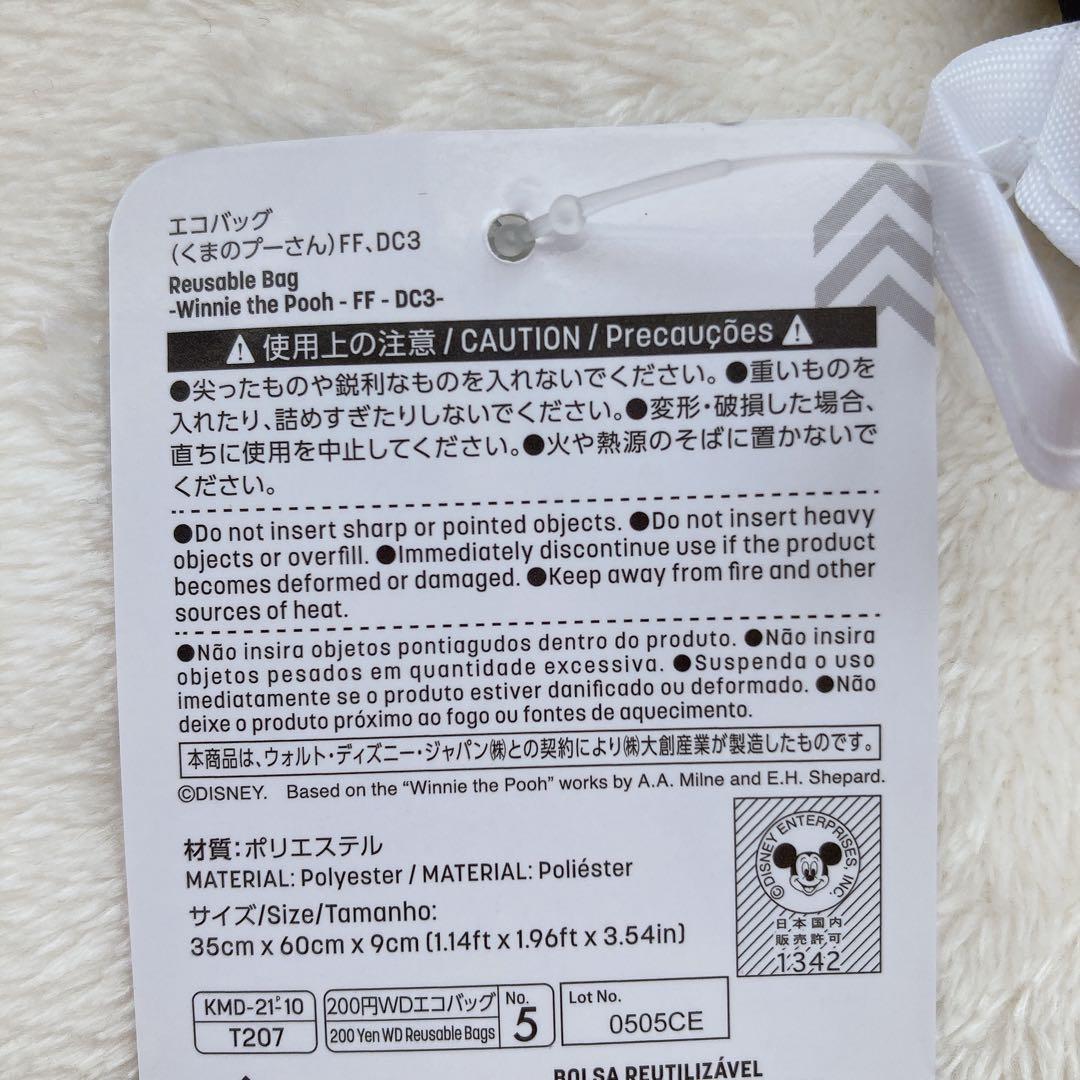 エコバッグ
(くまのプーさん)FF、DC3
Reusable Bag
-Winnie the Pooh - FF - DC3-
使用上の注意 / CAUTION / Precauções
●尖ったものや鋭利なものを入れないでください。●重いものを
入れたり、詰めすぎたりしないでください。●変形・破損した場合、
直ちに使用を中止してください。●火や熱源のそばに置かないで
ください。
●Do not insert sharp or pointed objects. ●Do not insert heavy
objects or overfill. ●Immediately discontinue use if the product
becomes deformed or damaged. ●Keep away from fire and other
sources of heat.
●Não insira objetos pontiagudos dentro do produto. ●Não insira
objetos pesados em quantidade excessiva. ●Suspenda o uso
imediatamente se o produto estiver danificado ou deformado. ●Não
deixe o produto próximo ao fogo ou fontes de aquecimento.
本商品は、ウォルト・ディズニー・ジャパン㈱との契約により㈱大創産業が製造したものです。
©DISNEY. Based on the “Winnie the Pooh” works by A.A. Milne and E.H. Shepard.
材質:ポリエステル
MATERIAL: Polyester / MATERIAL: Poliéster
サイズ/Size/Tamanho:
35cm x 60cm x 9cm (1.14ft x 1.96ft x 3.54in)
©DISNEY ENTERPRISES, INC.
日本国内
販売許可
1342
KMD-21P-10
T207
200円WDエコバッグ
200 Yen WD Reusable Bags
No.
5
Lot No.
0505CE
BOLSA REUTILIZÁVEL